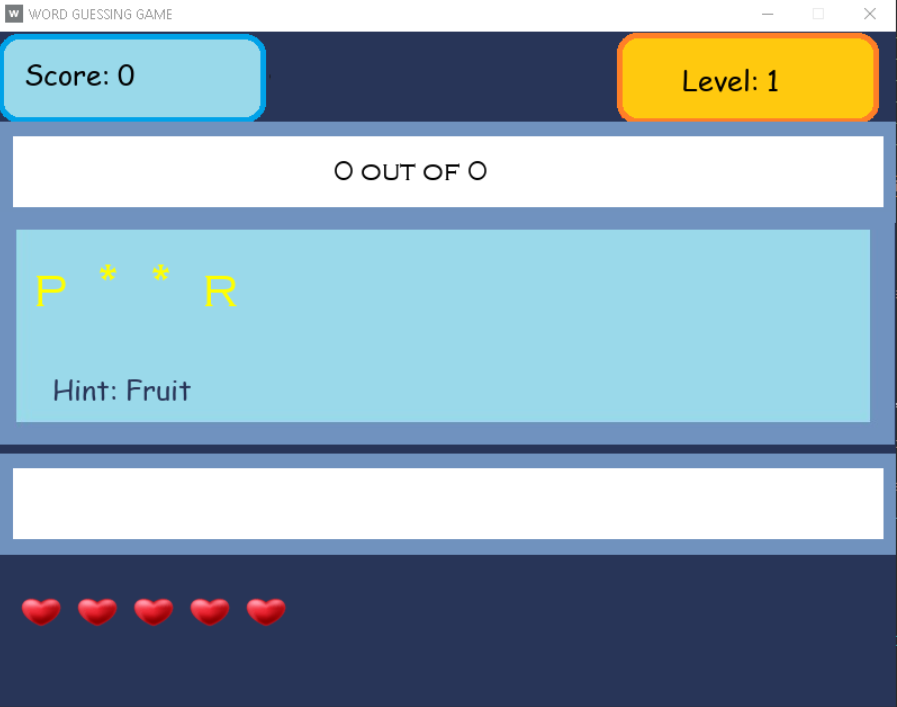 W WORD GUESSING GAME
Score: 0
Level: 1
0 OUT OF 0
P * * R
Hint: Fruit